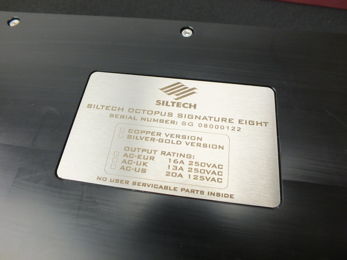 SILTECH
SILTECH OCTOPUS SIGNATURE EIGHT
SERIAL NUMBER: SG 08000122
COPPER VERSION
SILVER-GOLD VERSION
OUTPUT RATING:
AC-EUR 16A 250VAC
AC-UK 13A 250VAC
AC-US 20A 125VAC
NO USER SERVICABLE PARTS INSIDE